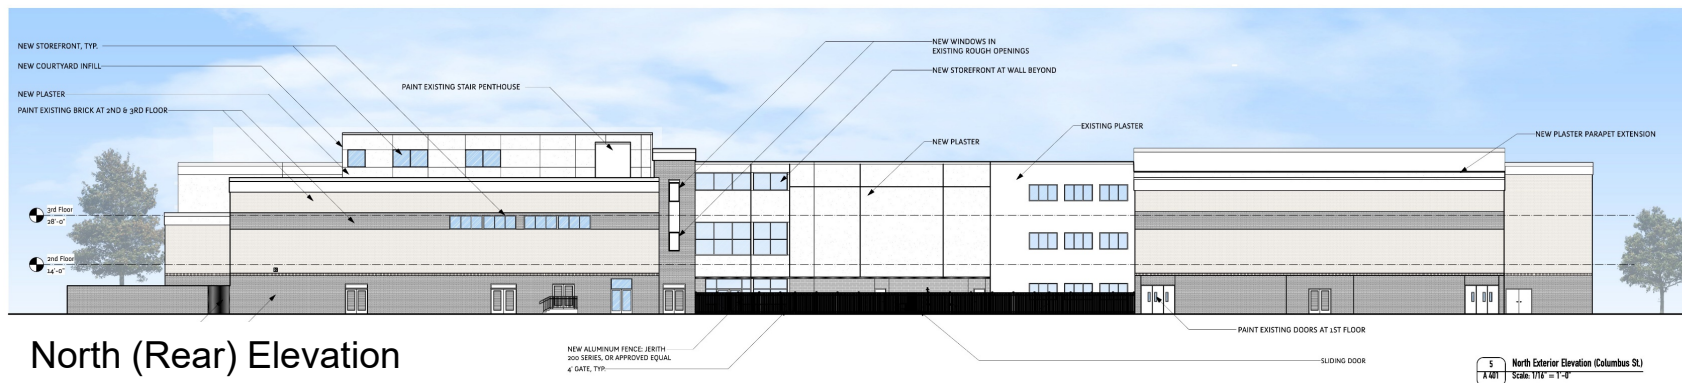 NEW STOREFRONT, TYP.
NEW COURTYARD INFILL
NEW PLASTER
PAINT EXISTING BRICK AT 2ND & 3RD FLOOR
PAINT EXISTING STAIR PENTHOUSE
NEW WINDOWS IN
EXISTING ROUGH OPENINGS
NEW STOREFRONT AT WALL BEYOND
NEW PLASTER
EXISTING PLASTER
NEW PLASTER PARAPET EXTENSION
3rd Floor
28'-0"
2nd Floor
14'-0"
PAINT EXISTING DOORS AT 1ST FLOOR
North (Rear) Elevation
NEW ALUMINUM FENCE: JERITH
200 SERIES, OR APPROVED EQUAL
4' GATE, TYP.
SLIDING DOOR
5
A 401
North Exterior Elevation (Columbus St.)
Scale: 1/16" = 1'-0"